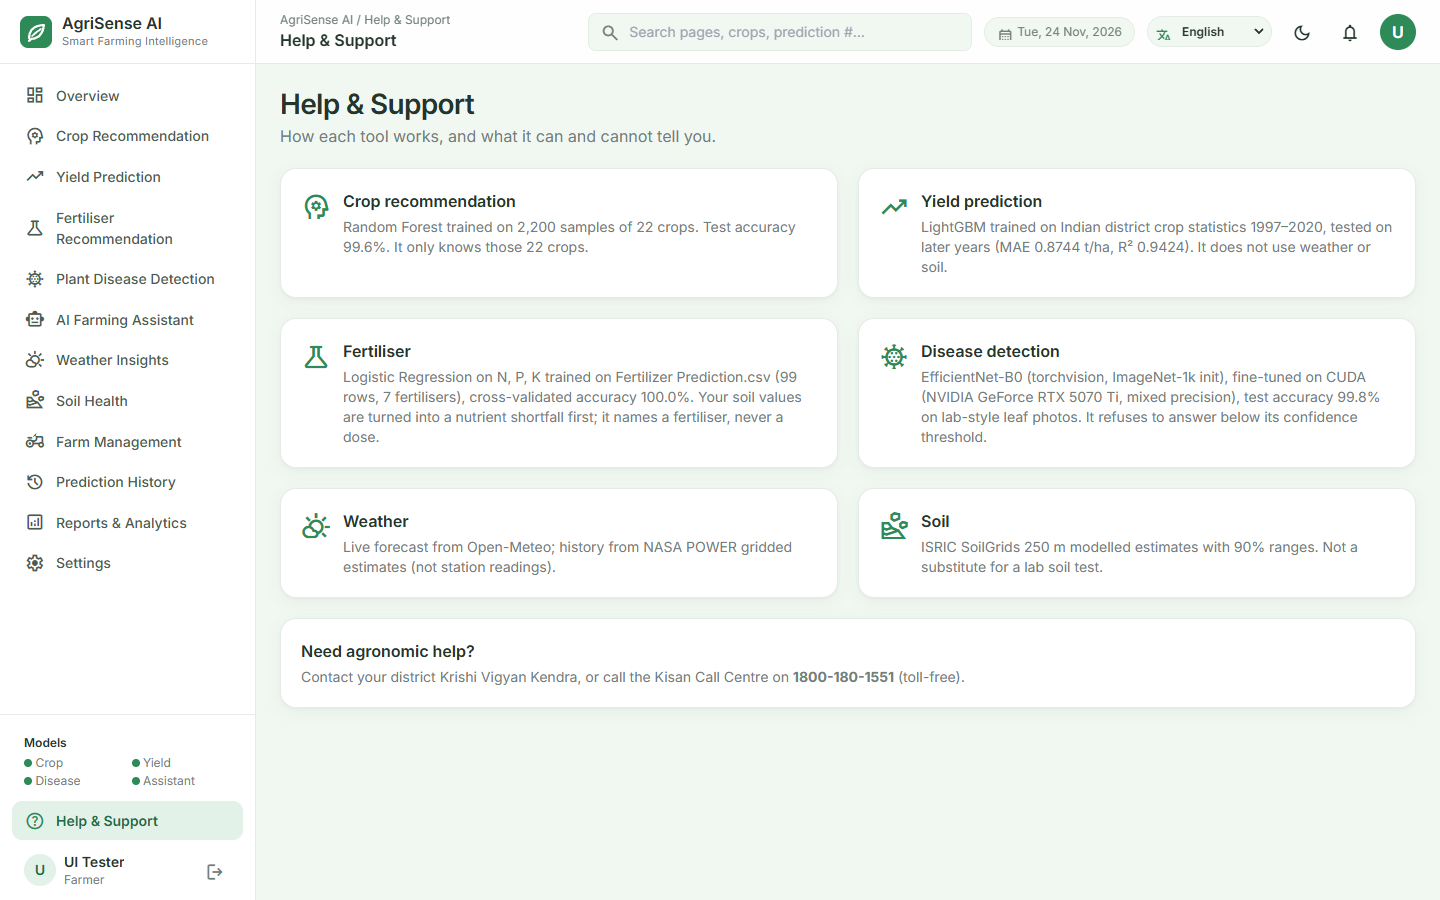 AgriSense AI
Smart Farming Intelligence
AgriSense AI / Help & Support
Help & Support
Search pages, crops, prediction #...
Tue, 24 Nov, 2026
English
U
Overview
Crop Recommendation
Yield Prediction
Fertiliser
Recommendation
Plant Disease Detection
AI Farming Assistant
Weather Insights
Soil Health
Farm Management
Prediction History
Reports & Analytics
Settings
Models
Crop
Yield
Disease
Assistant
Help & Support
U
UI Tester
Farmer
Help & Support
How each tool works, and what it can and cannot tell you.
Crop recommendation
Random Forest trained on 2,200 samples of 22 crops. Test accuracy
99.6%. It only knows those 22 crops.
Yield prediction
LightGBM trained on Indian district crop statistics 1997–2020, tested on
later years (MAE 0.8744 t/ha, R² 0.9424). It does not use weather or
soil.
Fertiliser
Logistic Regression on N, P, K trained on Fertilizer Prediction.csv (99
rows, 7 fertilisers), cross-validated accuracy 100.0%. Your soil values
are turned into a nutrient shortfall first; it names a fertiliser, never a
dose.
Disease detection
EfficientNet-B0 (torchvision, ImageNet-1k init), fine-tuned on CUDA
(NVIDIA GeForce RTX 5070 Ti, mixed precision), test accuracy 99.8%
on lab-style leaf photos. It refuses to answer below its confidence
threshold.
Weather
Live forecast from Open-Meteo; history from NASA POWER gridded
estimates (not station readings).
Soil
ISRIC SoilGrids 250 m modelled estimates with 90% ranges. Not a
substitute for a lab soil test.
Need agronomic help?
Contact your district Krishi Vigyan Kendra, or call the Kisan Call Centre on 1800-180-1551 (toll-free).